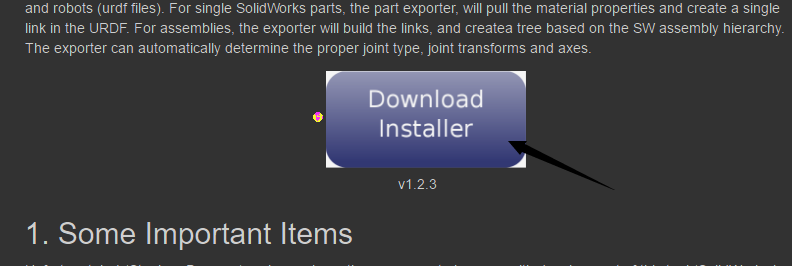 and robots (urdf files). For single SolidWorks parts, the part exporter, will pull the material properties and create a single
link in the URDF. For assemblies, the exporter will build the links, and createa tree based on the SW assembly hierarchy.
The exporter can automatically determine the proper joint type, joint transforms and axes.
Download
Installer
v1.2.3
1. Some Important Items